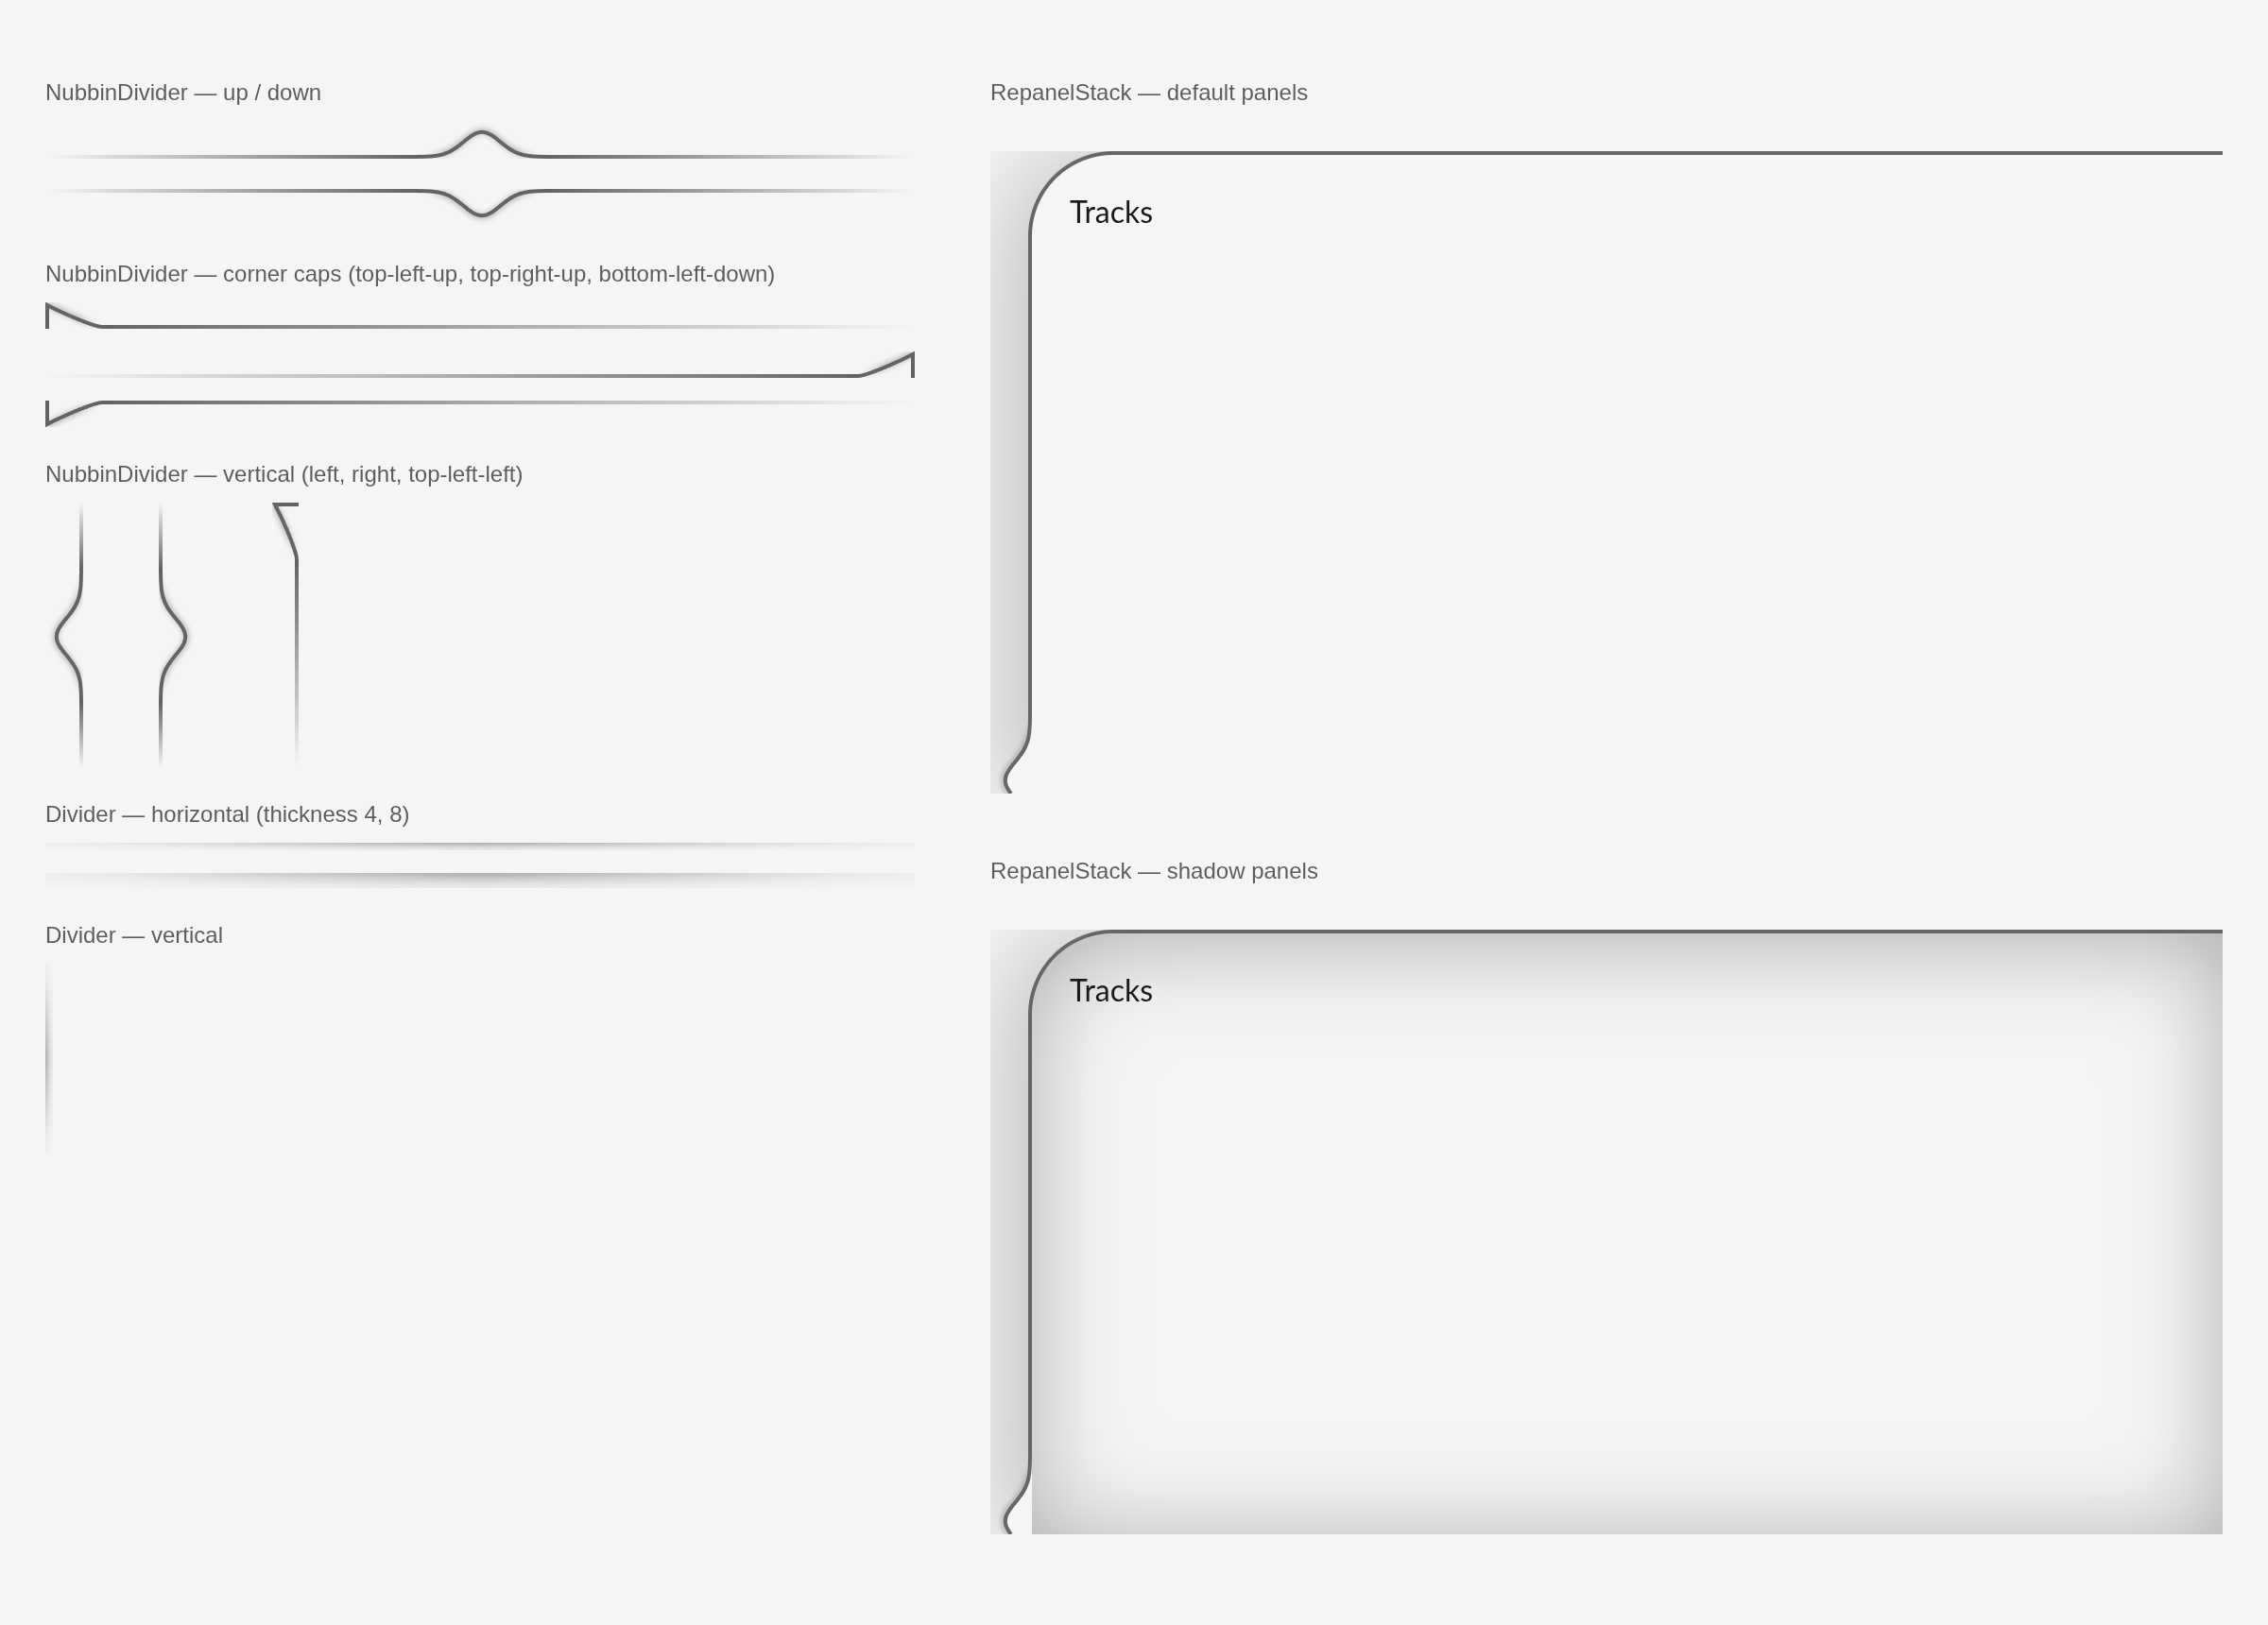 NubbinDivider — up / down
NubbinDivider — corner caps (top-left-up, top-right-up, bottom-left-down)
NubbinDivider — vertical (left, right, top-left-left)
Divider — horizontal (thickness 4, 8)
Divider — vertical
RepanelStack — default panels
Tracks
RepanelStack — shadow panels
Tracks